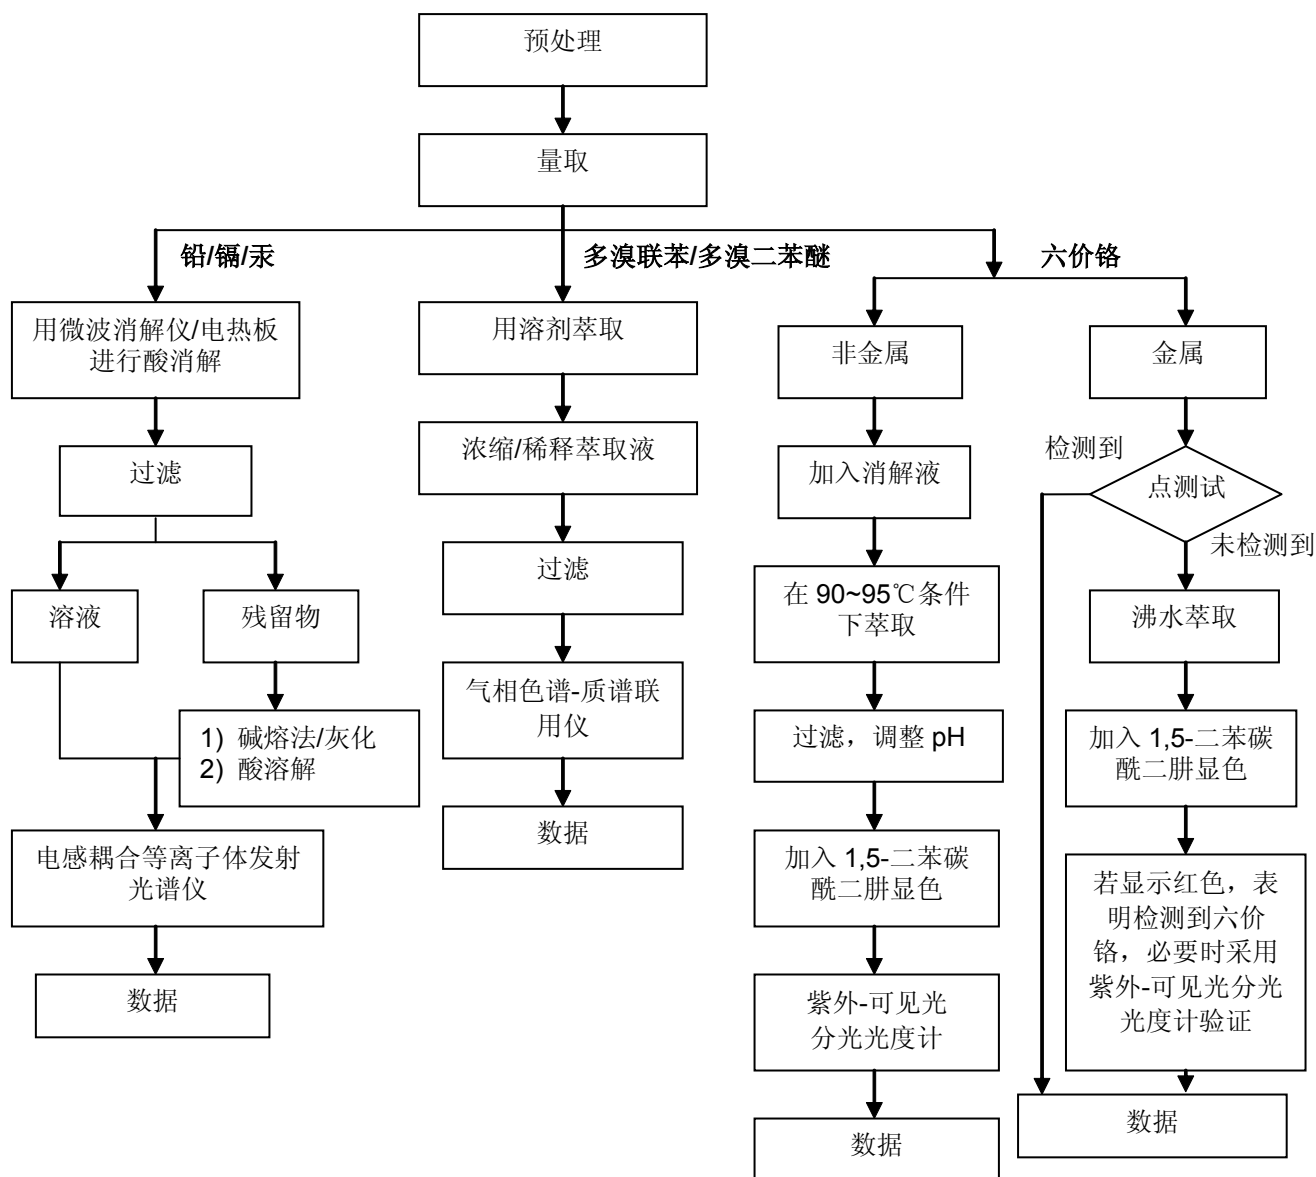 预处理
量取
铅/镉/汞
多溴联苯/多溴二苯醚
六价铬
用微波消解仪/电热板
进行酸消解
过滤
溶液
残留物
1) 碱熔法/灰化
2) 酸溶解
电感耦合等离子体发射
光谱仪
数据
用溶剂萃取
浓缩/稀释萃取液
过滤
气相色谱-质谱联
用仪
数据
非金属
加入消解液
在 90~95℃条件
下萃取
过滤，调整 pH
加入 1,5-二苯碳
酰二肼显色
紫外-可见光
分光光度计
数据
金属
检测到
点测试
未检测到
沸水萃取
加入 1,5-二苯碳
酰二肼显色
若显示红色，表
明检测到六价
铬，必要时采用
紫外-可见光分光
光度计验证
数据